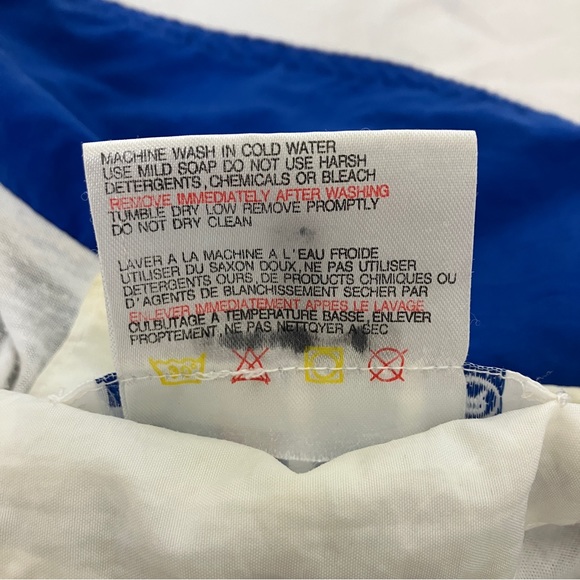 MACHINE WASH IN COLD WATER
USE MILD SOAP DO NOT USE HARSH
DETERGENTS, CHEMICALS OR BLEACH
REMOVE IMMEDIATELY AFTER WASHING
TUMBLE DRY LOW REMOVE PROMPTLY
DO NOT DRY CLEAN
LAVER A LA MACHINE A L'EAU FROIDE
UTILISER DU SAXON DOUX, NE PAS UTILISER
DETERGENTS OURS, DE PRODUCTS CHIMIQUES OU
D'AGENTS DE BLANCHISSEMENT SECHER PAR
ENLEVER IMMEDIATEMENT APRES LE LAVAGE
CULBUTAGE A TEMPERATURE BASSE, ENLEVER
PROPTEMENT, NE PAS NETTOYER A SEC